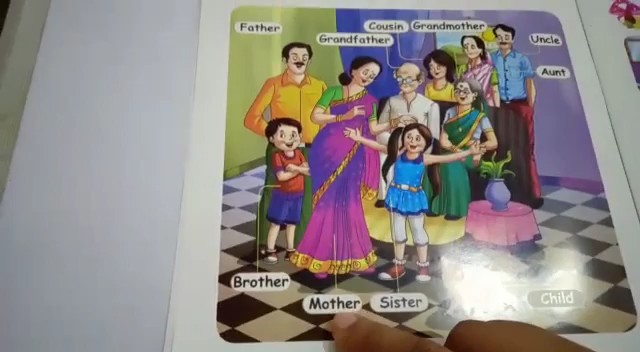 Father
Cousin
Grandmother
Grandfather
Uncle
Aunt
Brother
Mother
Sister
Child